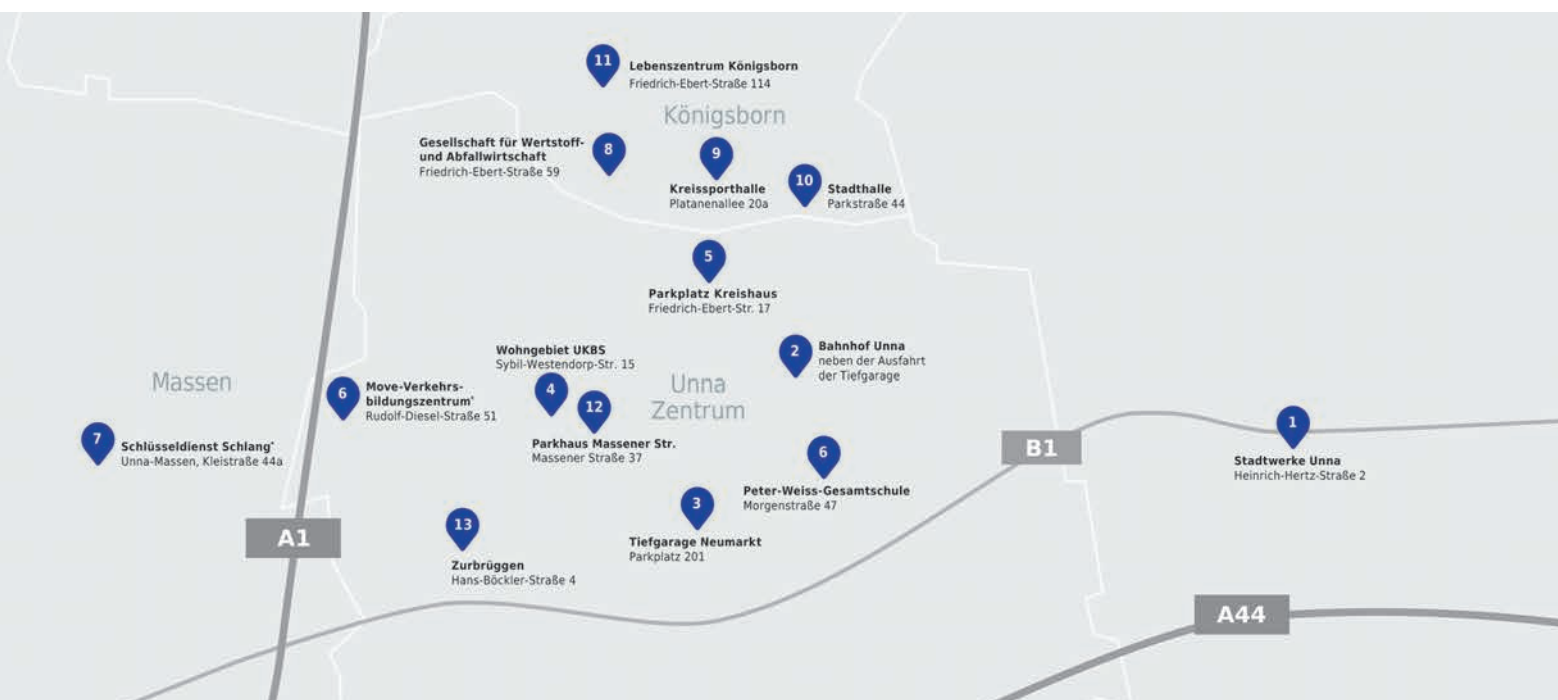 11
Lebenszentrum Königsborn
Friedrich-Ebert-Straße 114
Königsborn
Gesellschaft für Wertstoff-
und Abfallwirtschaft
Friedrich-Ebert-Straße 59
8
9
Kreissporthalle
Platanenallee 20a
10
Stadthalle
Parkstraße 44
5
Parkplatz Kreishaus
Friedrich-Ebert-Str. 17
2
Bahnhof Unna
neben der Ausfahrt
der Tiefgarage
Wohngebiet UKBS
Sybil-Westendorp-Str. 15
4
12
Parkhaus Massener Str.
Massener Straße 37
Unna
Zentrum
Massen
6
Move-Verkehrs-
bildungszentrum*
Rudolf-Diesel-Straße 51
7
Schlüsseldienst Schlang*
Unna-Massen, Kleistraße 44a
1
Stadtwerke Unna
Heinrich-Hertz-Straße 2
B1
6
Peter-Weiss-Gesamtschule
Morgenstraße 47
3
Tiefgarage Neumarkt
Parkplatz 201
13
Zurbrüggen
Hans-Böckler-Straße 4
A1
A44